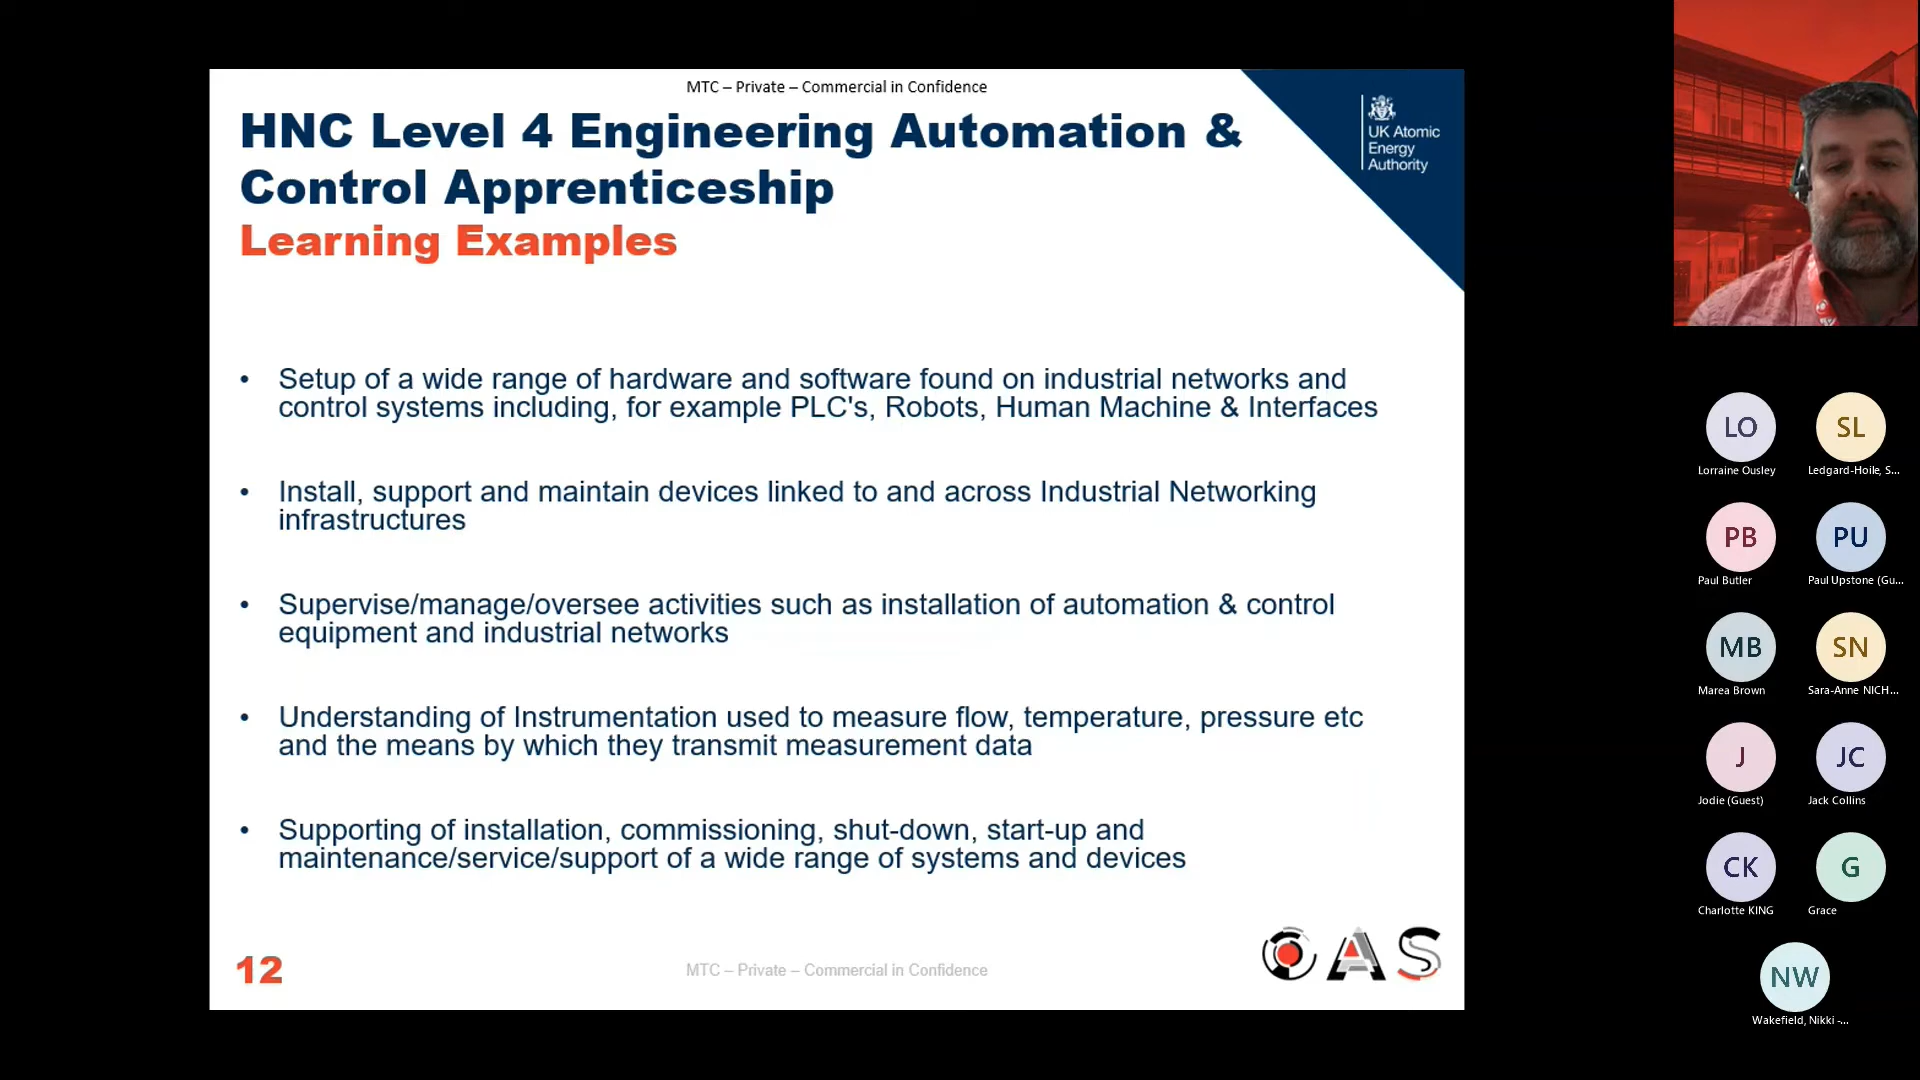 MTC – Private – Commercial in Confidence
HNC Level 4 Engineering Automation &
Control Apprenticeship
Learning Examples
UK Atomic
Energy
Authority
• Setup of a wide range of hardware and software found on industrial networks and
control systems including, for example PLC's, Robots, Human Machine & Interfaces
• Install, support and maintain devices linked to and across Industrial Networking
infrastructures
• Supervise/manage/oversee activities such as installation of automation & control
equipment and industrial networks
• Understanding of Instrumentation used to measure flow, temperature, pressure etc
and the means by which they transmit measurement data
• Supporting of installation, commissioning, shut-down, start-up and
maintenance/service/support of a wide range of systems and devices
12
MTC – Private – Commercial in Confidence
OAS
LO
Lorraine Ousley
SL
Ledgard-Hoile, S...
PB
Paul Butler
PU
Paul Upstone (Gu...
MB
Marea Brown
SN
Sara-Anne NICH...
J
Jodie (Guest)
JC
Jack Collins
CK
Charlotte KING
G
Grace
NW
Wakefield, Nikki -...